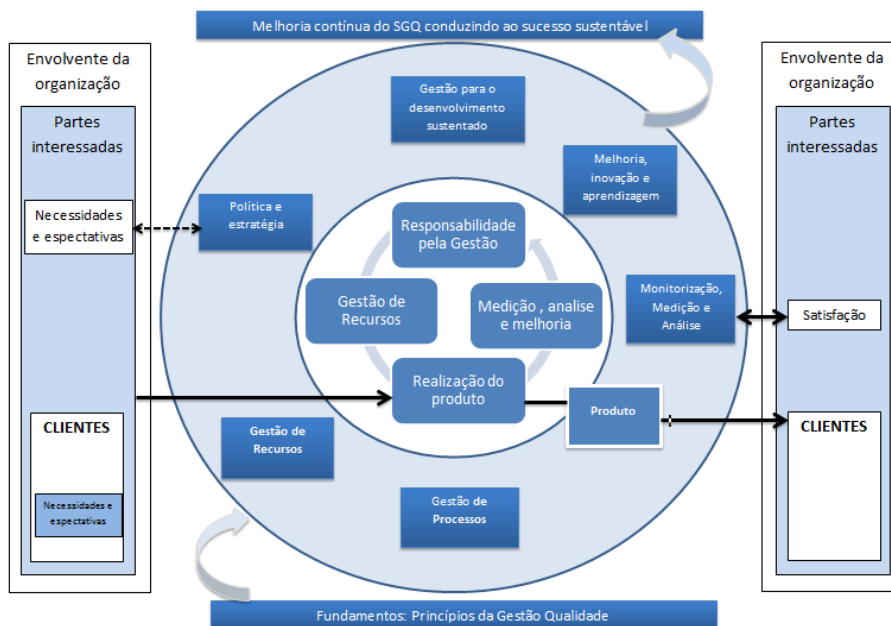 Melhoria contínua do SGQ conduzindo ao sucesso sustentável
Envolvente da
organização
Partes
interessadas
Necessidades
e espectativas
CLIENTES
Necessidades e
espectativas
Gestão para o
desenvolvimento
sustentado
Melhoria,
inovação e
aprendizagem
Política e
estratégia
Responsabilidade
pela Gestão
Gestão de
Recursos
Medição , analise
e melhoria
Realização do
produto
Monitorização,
Medição e
Análise
Produto
Gestão de
Recursos
Gestão de
Processos
Envolvente da
organização
Partes
interessadas
Satisfação
CLIENTES
Fundamentos: Princípios da Gestão Qualidade